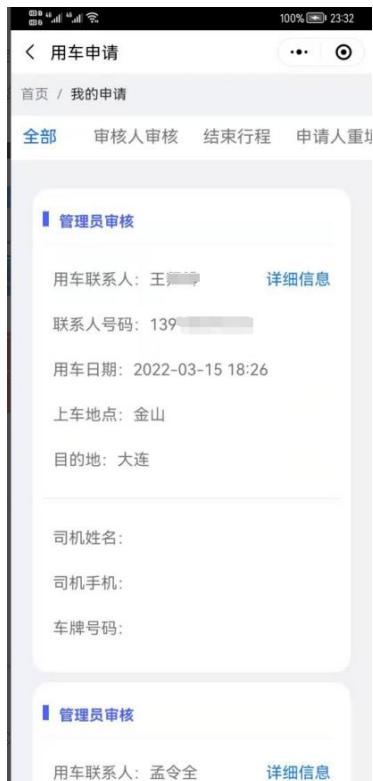 100% 23:32
用车申请
首页 / 我的申请
全部 审核人审核 结束行程 申请人重
管理员审核
用车联系人: 王 详细信息
联系人号码: 139
用车日期: 2022-03-15 18:26
上车地点: 金山
目的地: 大连
司机姓名:
司机手机:
车牌号码:
管理员审核
用车联系人: 孟令全 详细信息